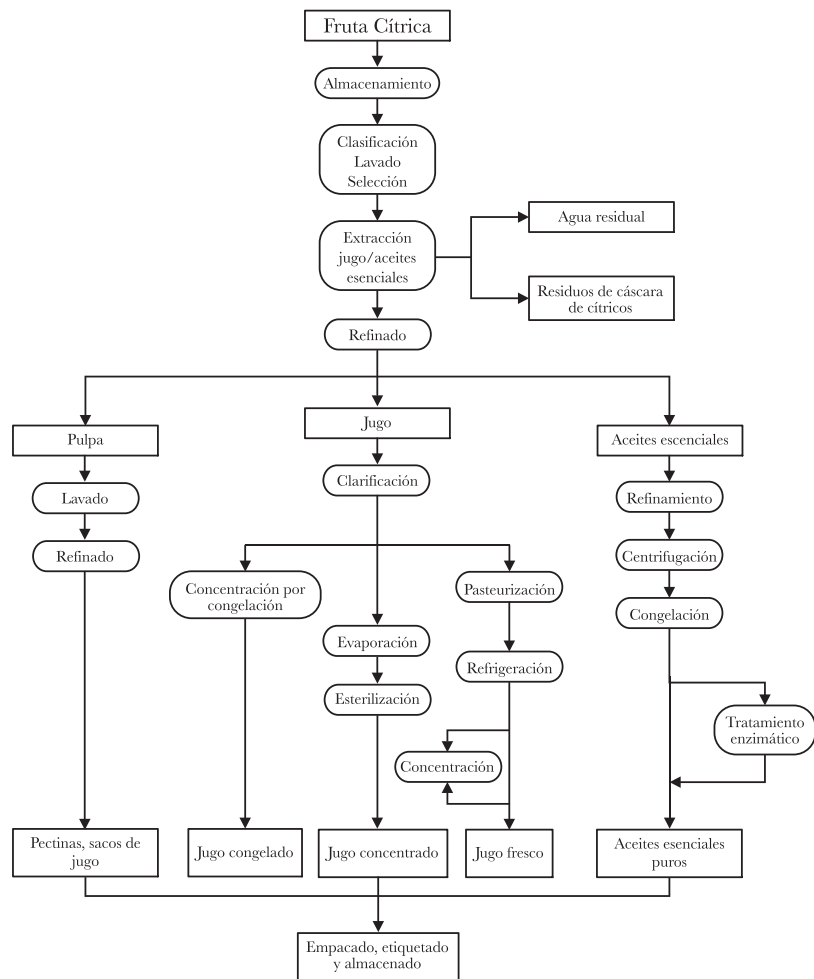 Fruta Cítrica
Almacenamiento
Clasificación
Lavado
Selección
Extracción
jugo/aceites
esenciales
Agua residual
Residuos de cáscara
de cítricos
Refinado
Pulpa
Jugo
Aceites escenciales
Lavado
Clarificación
Refinamiento
Refinado
Centrifugación
Concentración por
congelación
Pasteurización
Congelación
Evaporación
Refrigeración
Esterilización
Tratamiento
enzimático
Concentración
Pectinas, sacos de
jugo
Jugo congelado
Jugo concentrado
Jugo fresco
Aceites esenciales
puros
Empacado, etiquetado
y almacenado